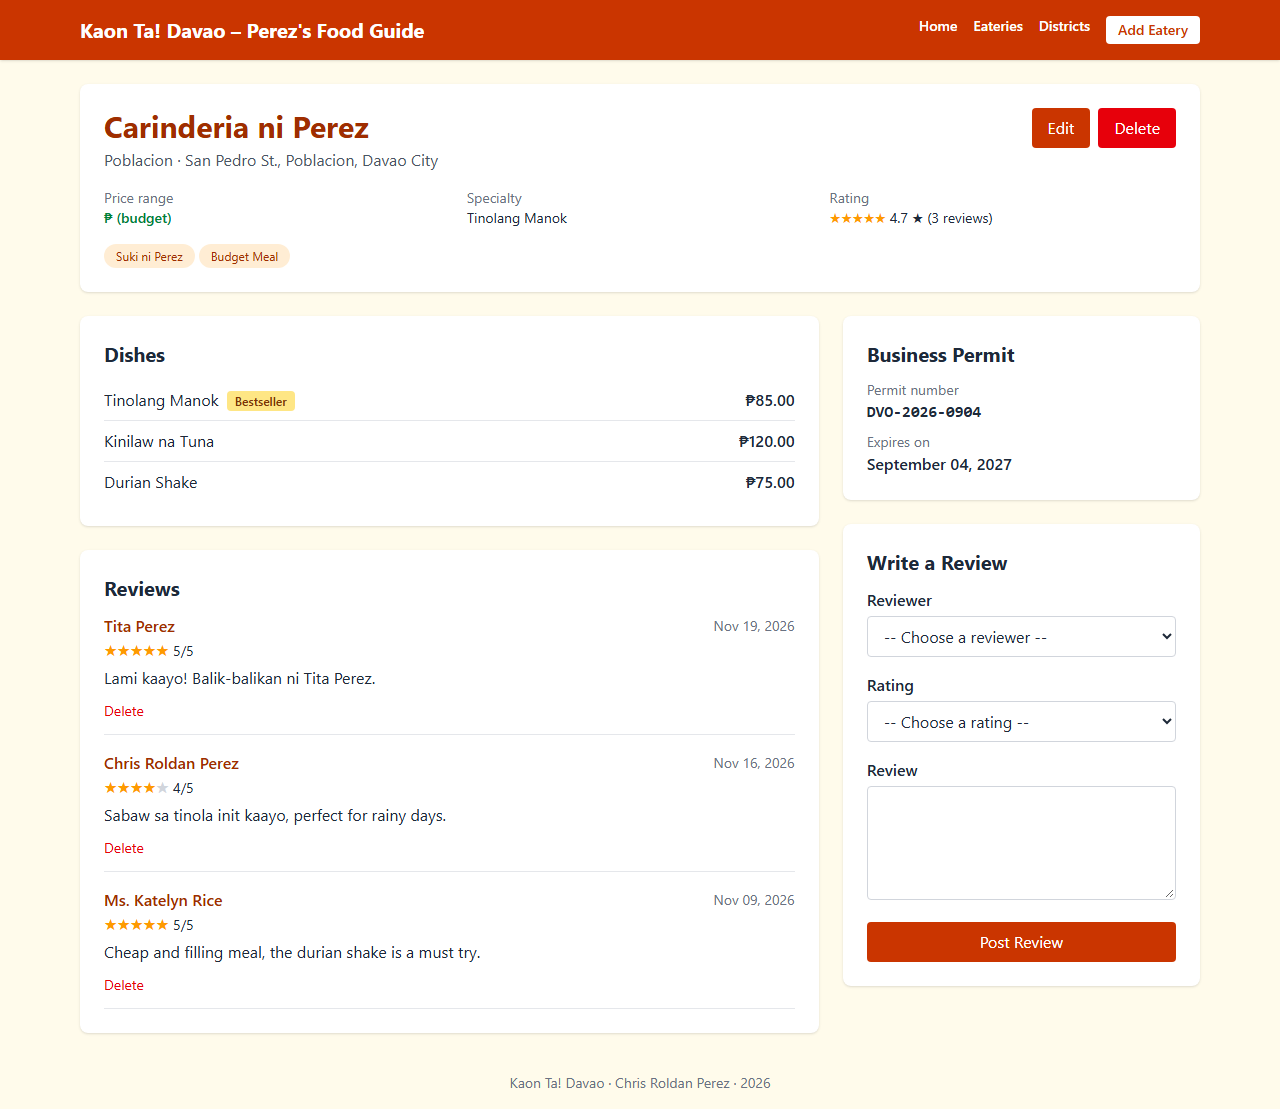 Kaon Ta! Davao – Perez's Food Guide
Home Eateries Districts Add Eatery
Carinderia ni Perez
Edit Delete
Poblacion · San Pedro St., Poblacion, Davao City
Price range Specialty Rating
₱ (budget) Tinolang Manok ★★★★★ 4.7 ★ (3 reviews)
Suki ni Perez Budget Meal
Dishes
Tinolang Manok Bestseller ₱85.00
Kinilaw na Tuna ₱120.00
Durian Shake ₱75.00
Reviews
Tita Perez Nov 19, 2026
★★★★★ 5/5
Lami kaayo! Balik-balikan ni Tita Perez.
Delete
Chris Roldan Perez Nov 16, 2026
★★★★★ 4/5
Sabaw sa tinola init kaayo, perfect for rainy days.
Delete
Ms. Katelyn Rice Nov 09, 2026
★★★★★ 5/5
Cheap and filling meal, the durian shake is a must try.
Delete
Business Permit
Permit number
DVO-2026-0904
Expires on
September 04, 2027
Write a Review
Reviewer
-- Choose a reviewer --
Rating
-- Choose a rating --
Review
Post Review
Kaon Ta! Davao · Chris Roldan Perez · 2026